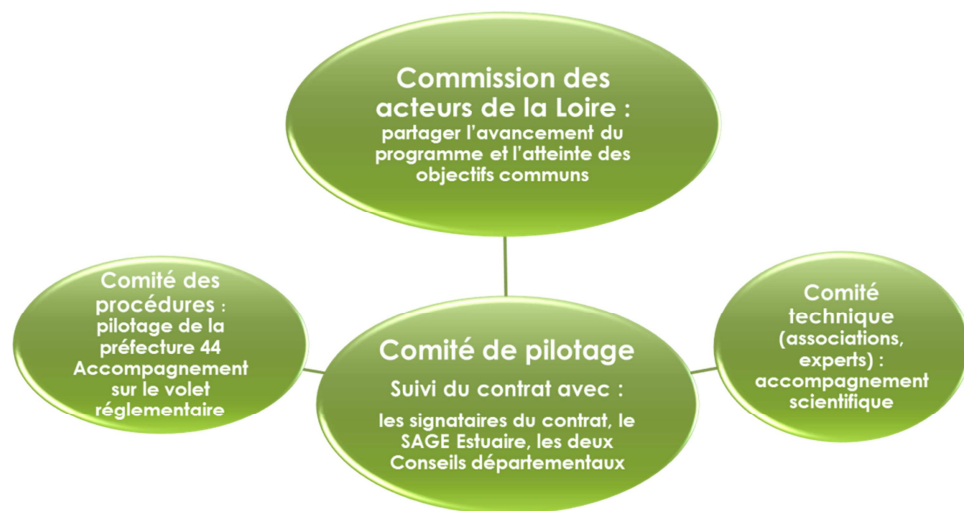 Commission des
acteurs de la Loire :
partager l'avancement du
programme et l'atteinte des
objectifs communs
Comité des
procédures :
pilotage de la
préfecture 44
Accompagnement
sur le volet
réglementaire
Comité de pilotage
Suivi du contrat avec :
les signataires du contrat, le
SAGE Estuaire, les deux
Conseils départementaux
Comité
technique
(associations,
experts) :
accompagnement
scientifique